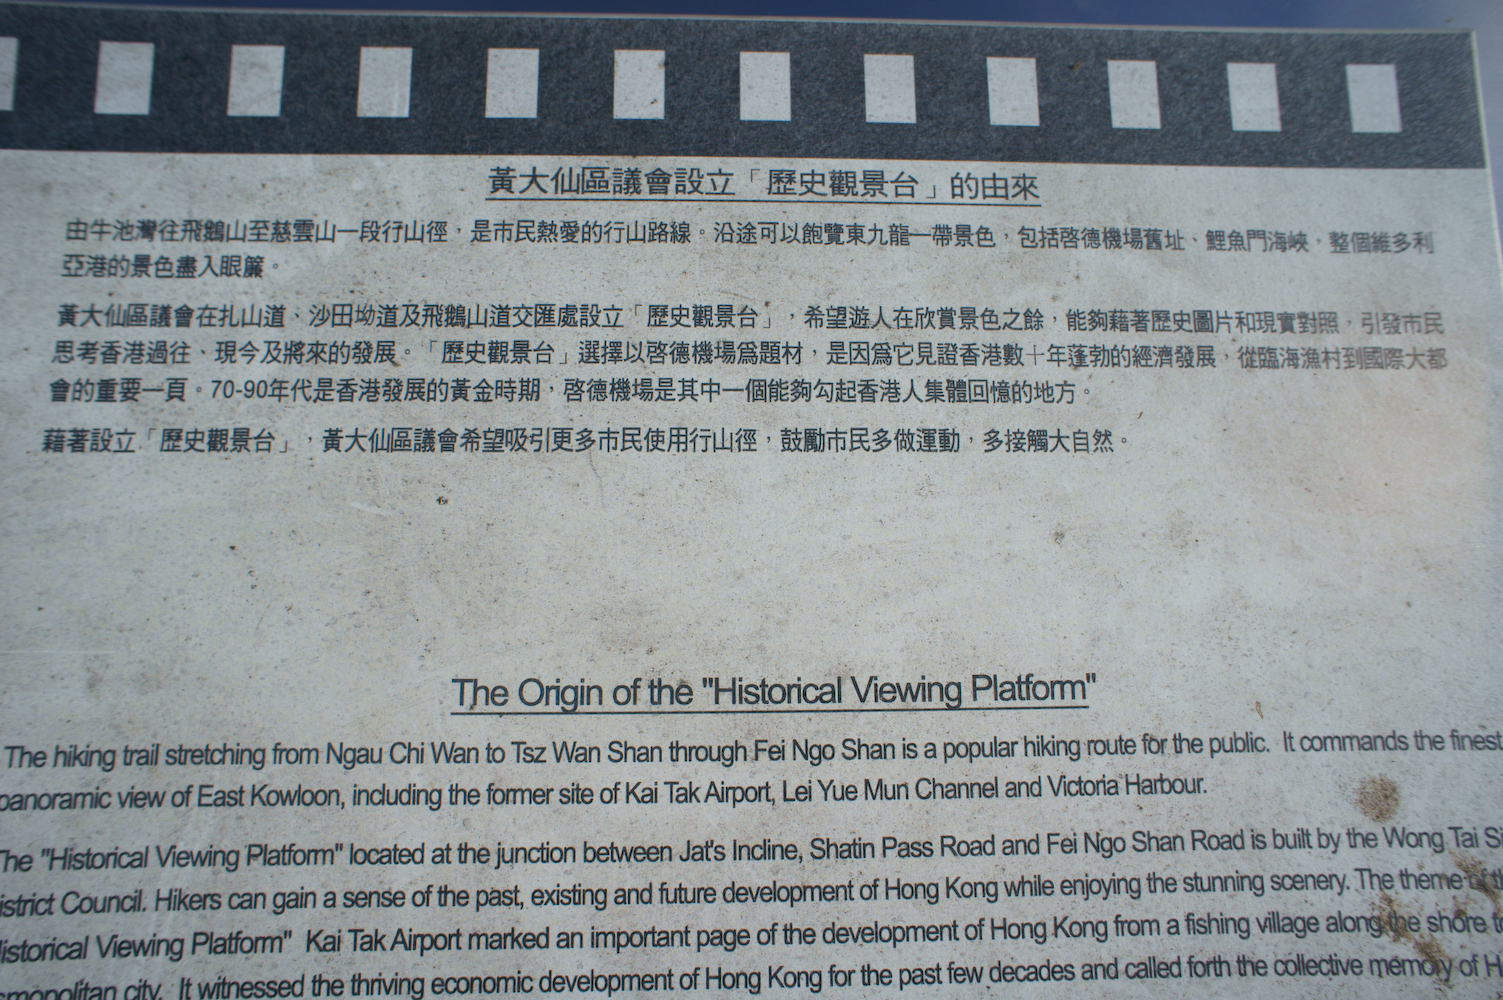 黃大仙區議會設立「歷史觀景台」的由來
由牛池灣往飛鵝山至慈雲山一段行山徑，是市民熱愛的行山路線。沿途可以飽覽東九龍一帶景色，包括啓德機場舊址、鯉魚門海峽，整個維多利
亞港的景色盡入眼簾。
黃大仙區議會在扎山道、沙田坳道及飛鵝山道交匯處設立「歷史觀景台」，希望遊人在欣賞景色之餘，能夠藉著歷史圖片和現實對照，引發市民
思考香港過往、現今及將來的發展。「歷史觀景台」選擇以啓德機場爲題材，是因爲它見證香港數十年蓬勃的經濟發展，從臨海漁村到國際大都
會的重要一頁。70-90年代是香港發展的黃金時期，啓德機場是其中一個能夠勾起香港人集體回憶的地方。
藉著設立「歷史觀景台」，黃大仙區議會希望吸引更多市民使用行山徑，鼓勵市民多做運動，多接觸大自然。
The Origin of the "Historical Viewing Platform"
The hiking trail stretching from Ngau Chi Wan to Tsz Wan Shan through Fei Ngo Shan is a popular hiking route for the public. It commands the finest
panoramic view of East Kowloon, including the former site of Kai Tak Airport, Lei Yue Mun Channel and Victoria Harbour.
The "Historical Viewing Platform" located at the junction between Jat's Incline, Shatin Pass Road and Fei Ngo Shan Road is built by the Wong Tai Si
istrict Council. Hikers can gain a sense of the past, existing and future development of Hong Kong while enjoying the stunning scenery. The theme of th
istorical Viewing Platform" Kai Tak Airport marked an important page of the development of Hong Kong from a fishing village along the shore to
smopolitan city. It witnessed the thriving economic development of Hong Kong for the past few decades and called forth the collective memory of H